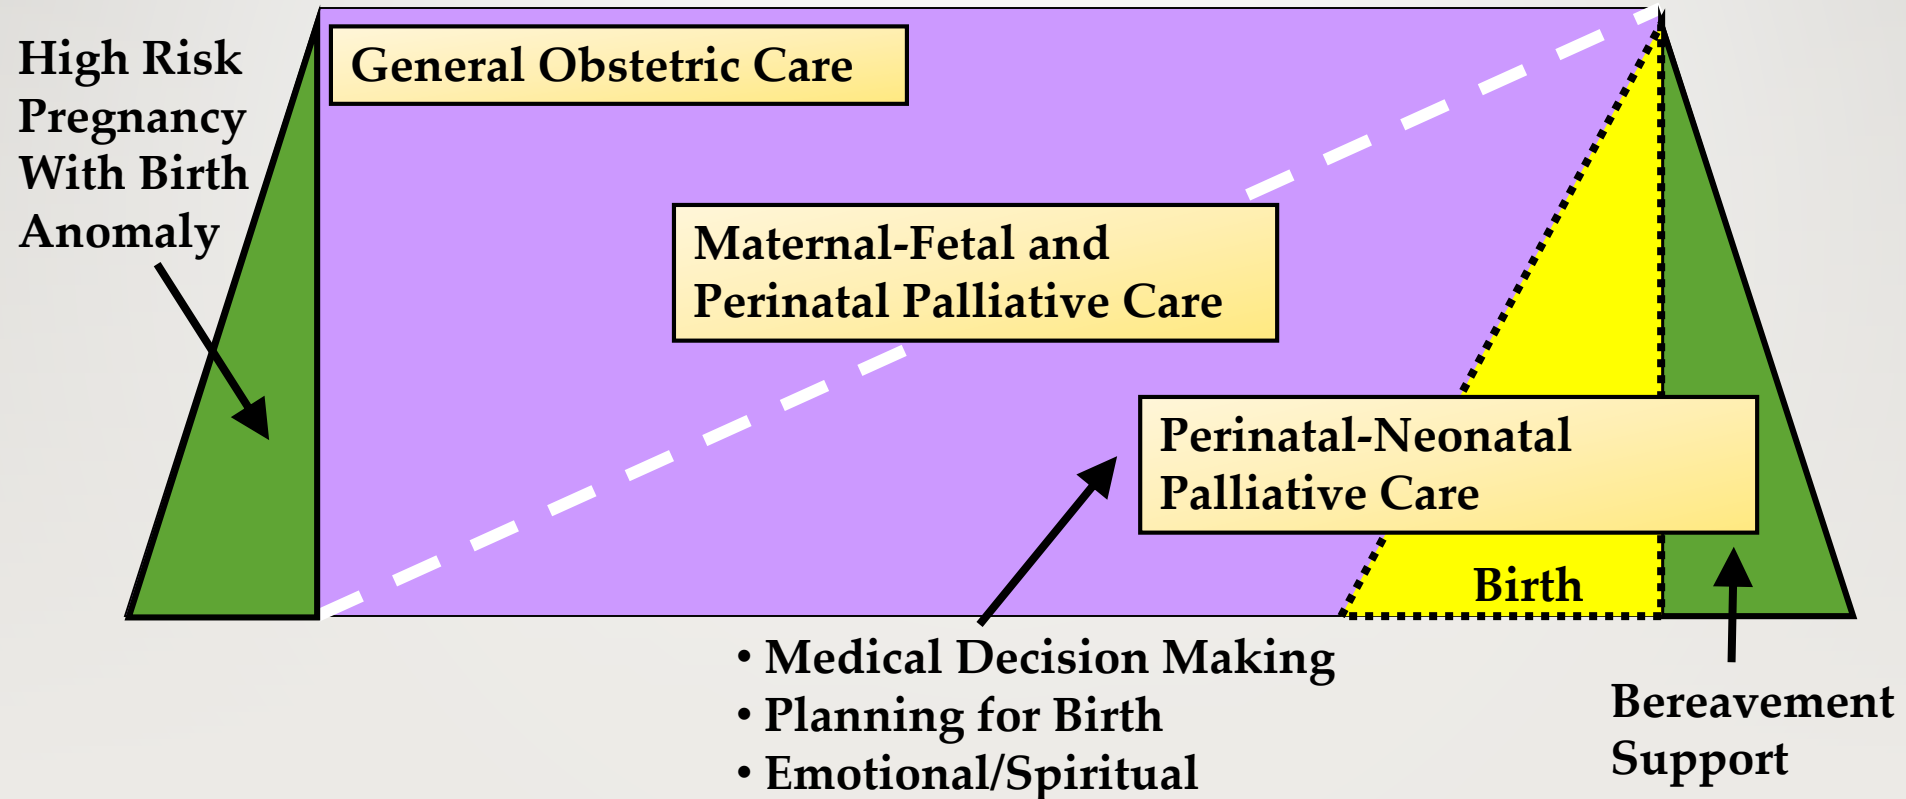 High Risk
Pregnancy
With Birth
Anomaly
General Obstetric Care
Maternal-Fetal and
Perinatal Palliative Care
Perinatal-Neonatal
Palliative Care
Birth
• Medical Decision Making
• Planning for Birth
• Emotional/Spiritual
Bereavement
Support